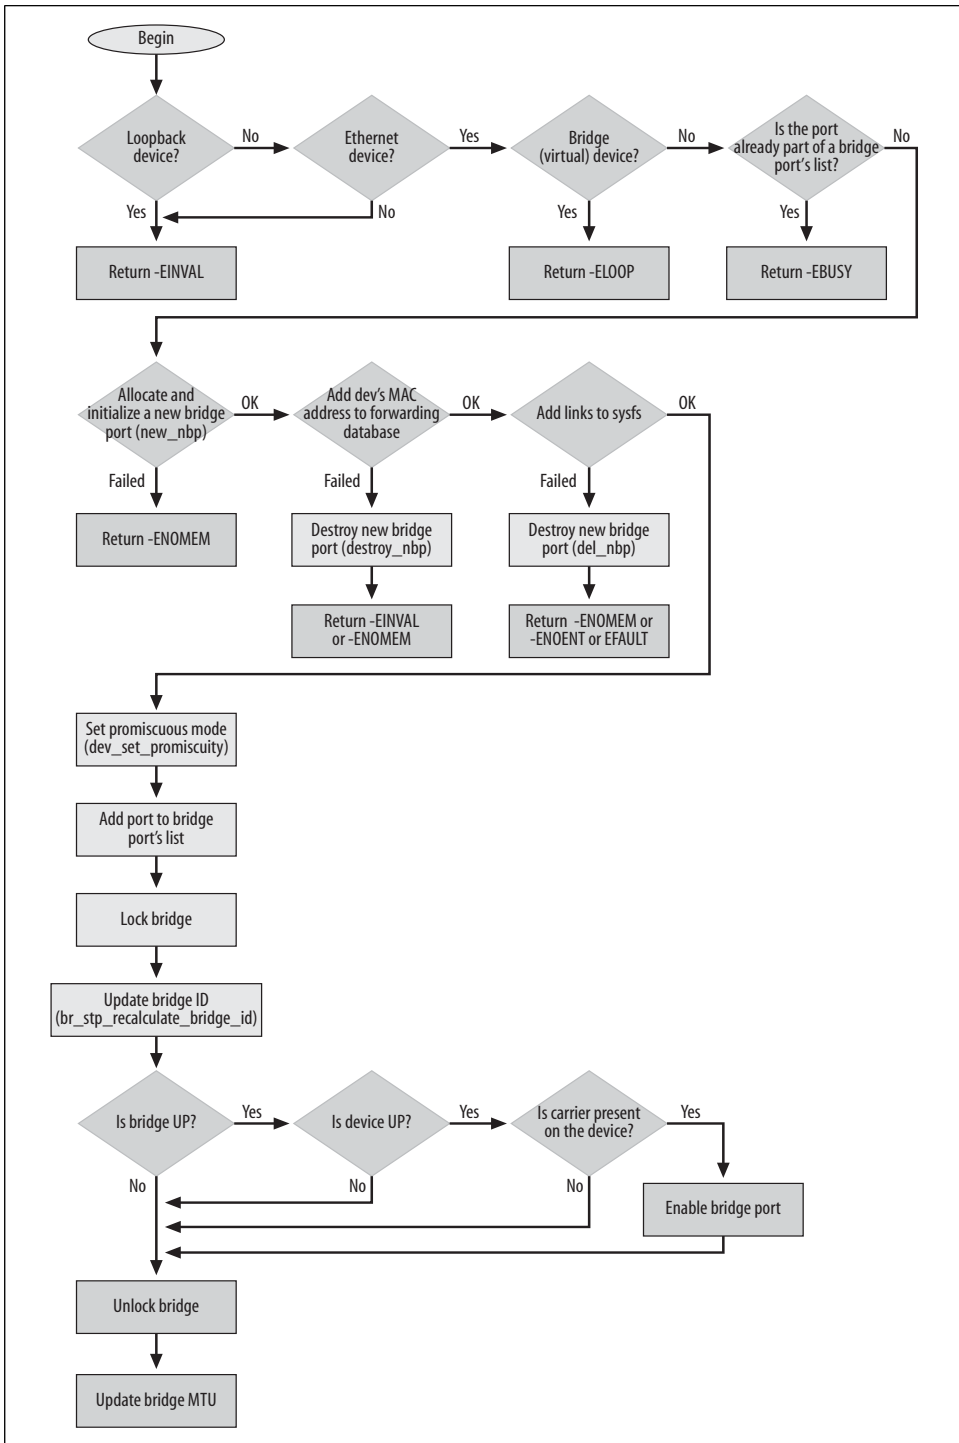 Begin
Loopback
device?
No
Ethernet
device?
Yes
Bridge
(virtual) device?
No
Is the port
already part of a bridge
port's list?
No
Yes
No
Yes
Yes
Return -EINVAL
Return -ELOOP
Return -EBUSY
Allocate and
initialize a new bridge
port (new_nbp)
OK
Add dev's MAC
address to forwarding
database
OK
Add links to sysfs
OK
Failed
Failed
Failed
Return -ENOMEM
Destroy new bridge
port (destroy_nbp)
Destroy new bridge
port (del_nbp)
Return -EINVAL
or -ENOMEM
Return -ENOMEM or
-ENOENT or EFAULT
Set promiscuous mode
(dev_set_promiscuity)
Add port to bridge
port's list
Lock bridge
Update bridge ID
(br_stp_recalculate_bridge_id)
Is bridge UP?
Yes
Is device UP?
Yes
Is carrier present
on the device?
Yes
No
No
No
Enable bridge port
Unlock bridge
Update bridge MTU